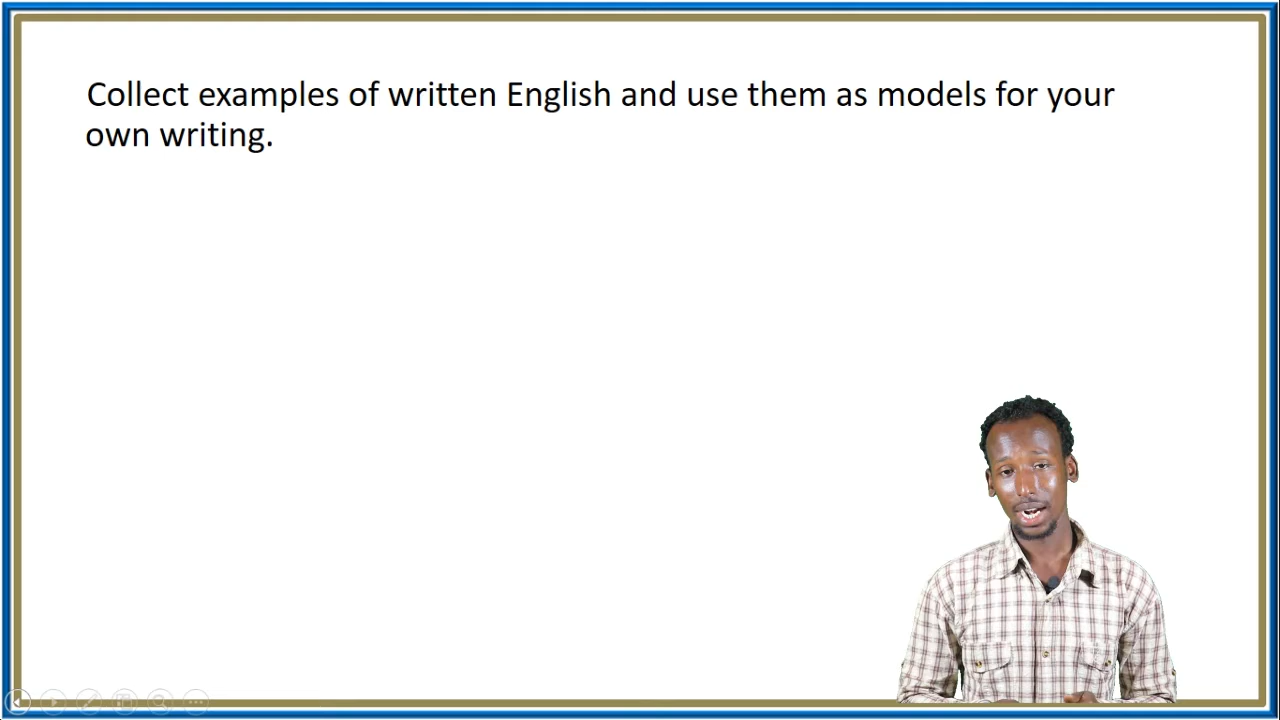 Collect examples of written English and use them as models for your
own writing.